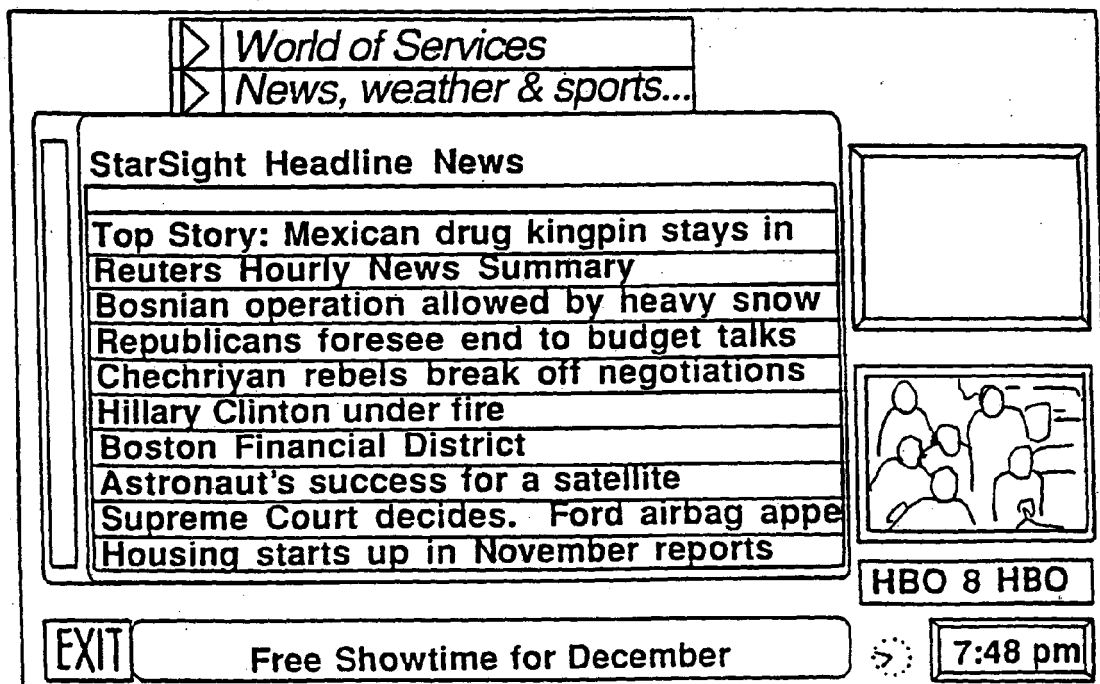 World of Services
News, weather & sports...
StarSight Headline News
Top Story: Mexican drug kingpin stays in
Reuters Hourly News Summary
Bosnian operation allowed by heavy snow
Republicans foresee end to budget talks
Chechriyan rebels break off negotiations
Hillary Clinton under fire
Boston Financial District
Astronaut's success for a satellite
Supreme Court decides. Ford airbag appe
Housing starts up in November reports
HBO 8 HBO
EXIT
Free Showtime for December
7:48 pm